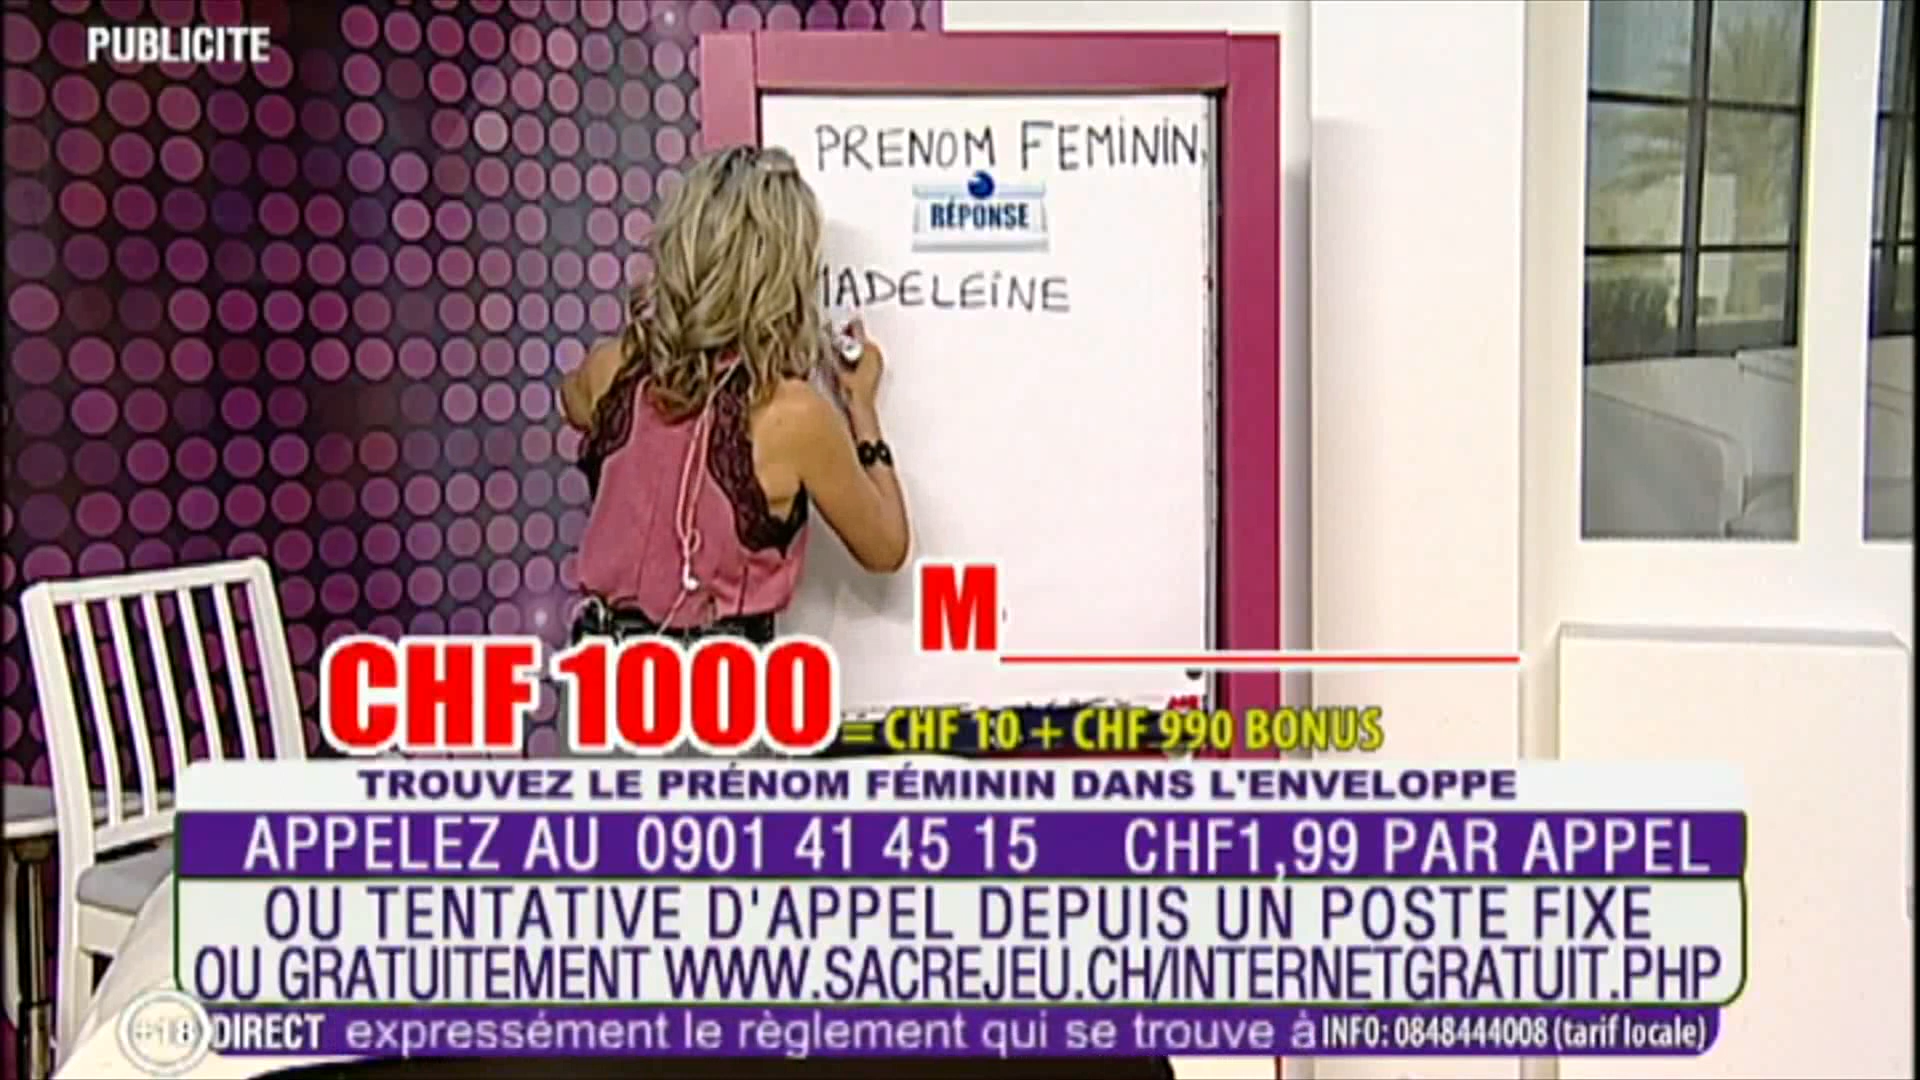 PUBLICITE
PRENOM FEMININ
RÉPONSE
MADELEINE
M
CHF 1000 = CHF 10 + CHF 990 BONUS
TROUVEZ LE PRÉNOM FÉMININ DANS L'ENVELOPPE
APPELEZ AU 0901 41 45 15 CHF1,99 PAR APPEL
OU TENTATIVE D'APPEL DEPUIS UN POSTE FIXE
OU GRATUITEMENT WWW.SACREJEU.CH/INTERNETGRATUIT.PHP
+18 DIRECT expressément le règlement qui se trouve à INFO: 0848444008 (tarif locale)